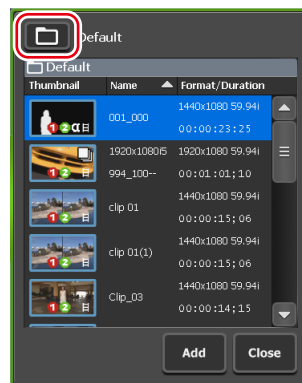 Default
Default
Thumbnail Name Format/Duration
001_000 1440x1080 59.94i
00:00:23:25
1920x1080i5 1920x1080 59.94i
994_100-- 00:01:01;10
clip 01 1440x1080 59.94i
00:00:15;06
clip 01(1) 1440x1080 59.94i
00:00:15;06
Clip_03 1440x1080 59.94i
00:00:14;15
Add Close